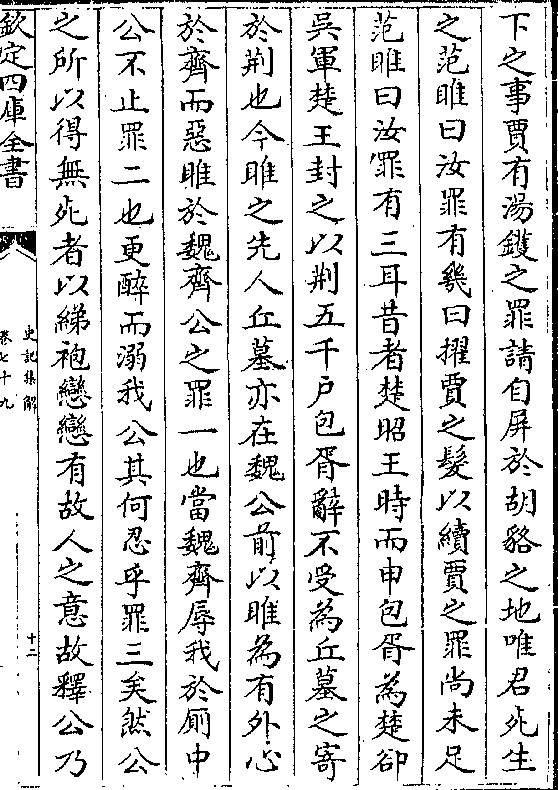 下之事賈有湯鑊之罪請自屏於胡貉之地唯君死生
之范睢曰汝罪有幾曰擢賈之髮以續賈之罪尚未足
范睢曰汝罪有三耳昔者楚昭王時而申包胥為楚卻
吳軍楚王封之以荆五千户包胥辭不受為丘墓之寄
於荆也今睢之先人丘墓亦在魏公前以睢為有外心
於齊而惡睢於魏齊公之罪一也當魏齊辱我於厠中
公不止罪二也更醉而溺我公其何忍乎罪三矣然公
之所以得無死者以綈袍戀戀有故人之意故釋公乃
欽定四庫全書
史記集解
卷七十九
十二